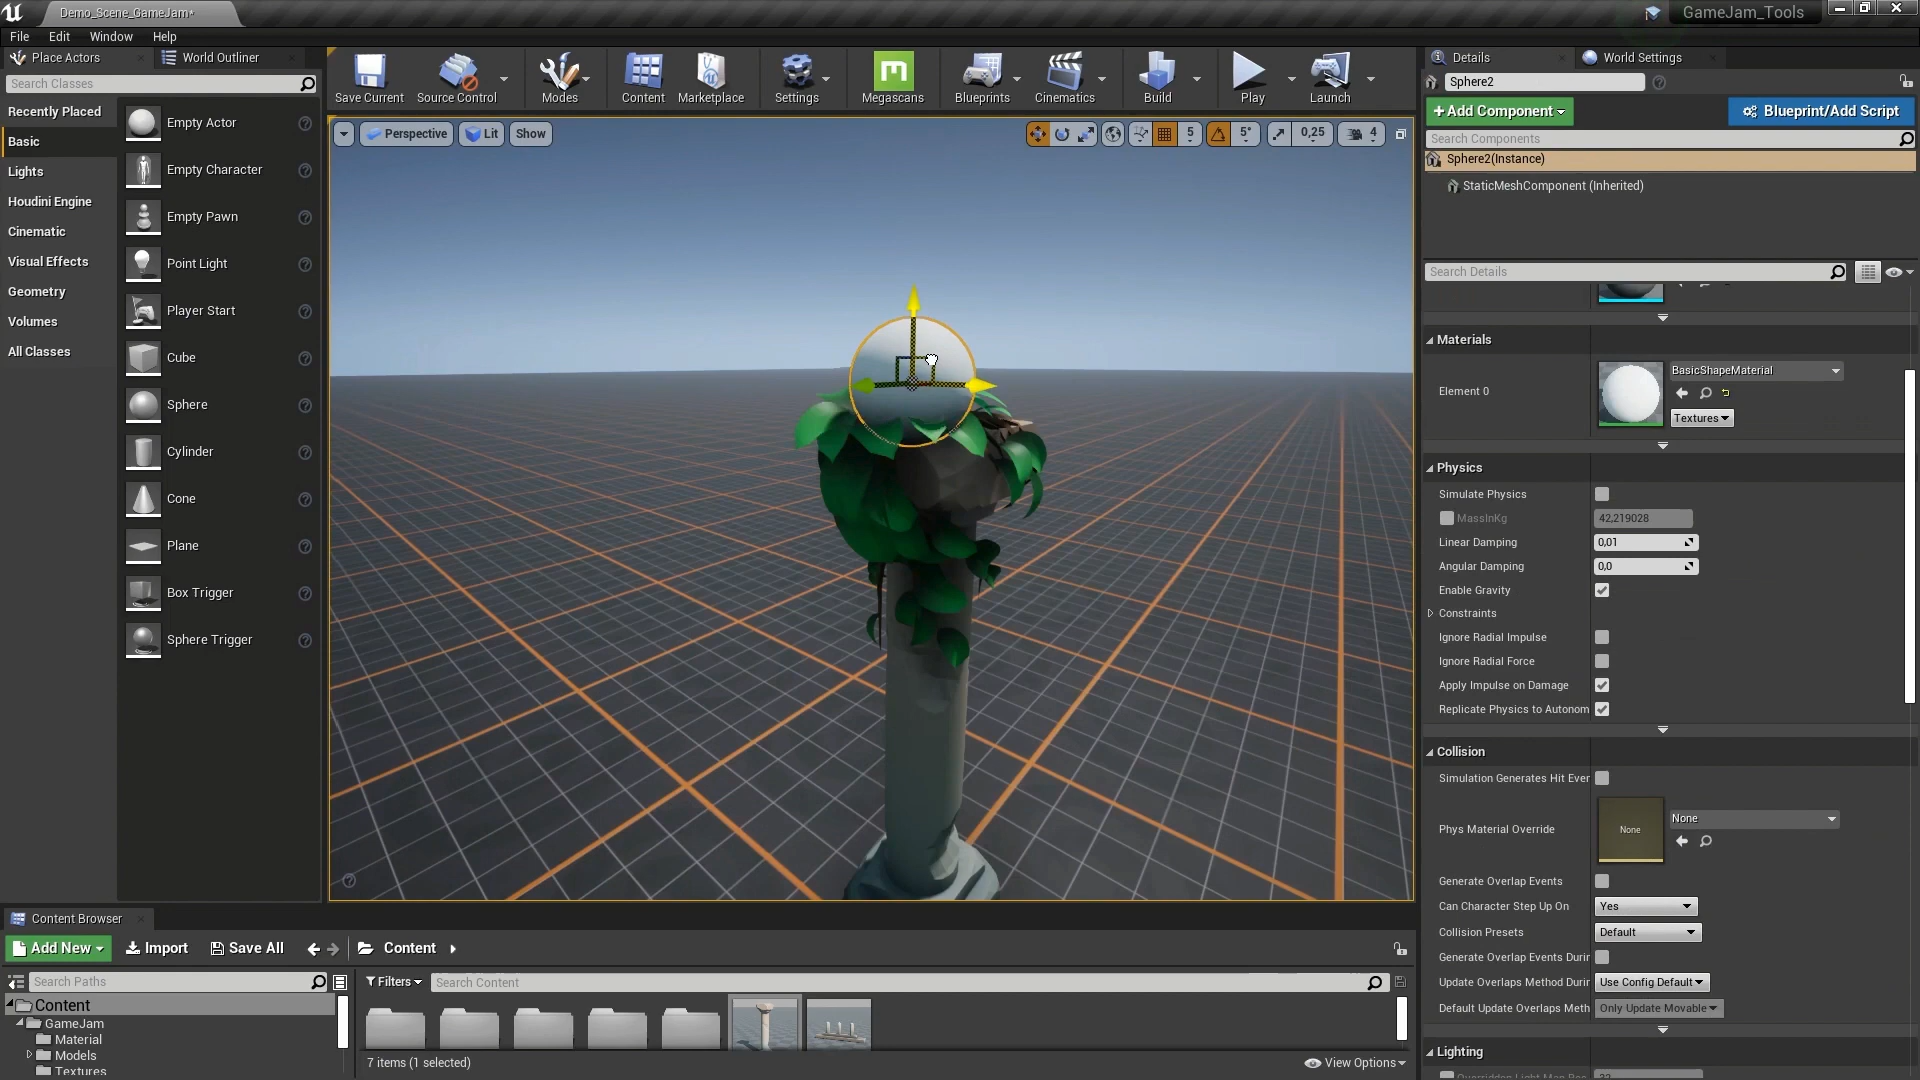 Demo_Scene_GameJam*
GameJam_Tools
File Edit Window Help
Place Actors
World Outliner
Search Classes
Recently Placed
Basic
Lights
Houdini Engine
Cinematic
Visual Effects
Geometry
Volumes
All Classes
Empty Actor
Empty Character
Empty Pawn
Point Light
Player Start
Cube
Sphere
Cylinder
Cone
Plane
Box Trigger
Sphere Trigger
Save Current
Source Control
Modes
Content
Marketplace
Settings
Megascans
Blueprints
Cinematics
Build
Play
Launch
Perspective
Lit
Show
5
5°
0,25
4
Details
World Settings
Sphere2
+ Add Component
Blueprint/Add Script
Search Components
Sphere2(Instance)
StaticMeshComponent (Inherited)
Search Details
Materials
Element 0
BasicShapeMaterial
Textures
Physics
Simulate Physics
MassInKg
42,219028
Linear Damping
0,01
Angular Damping
0,0
Enable Gravity
Constraints
Ignore Radial Impulse
Ignore Radial Force
Apply Impulse on Damage
Replicate Physics to Autonom
Collision
Simulation Generates Hit Ever
Phys Material Override
None
None
Generate Overlap Events
Can Character Step Up On
Yes
Collision Presets
Default
Generate Overlap Events Durir
Update Overlaps Method Durir
Use Config Default
Default Update Overlaps Meth
Only Update Movable
Lighting
Content Browser
Add New
Import
Save All
Content
Search Paths
Filters
Search Content
Content
GameJam
Material
Models
Textures
7 items (1 selected)
View Options